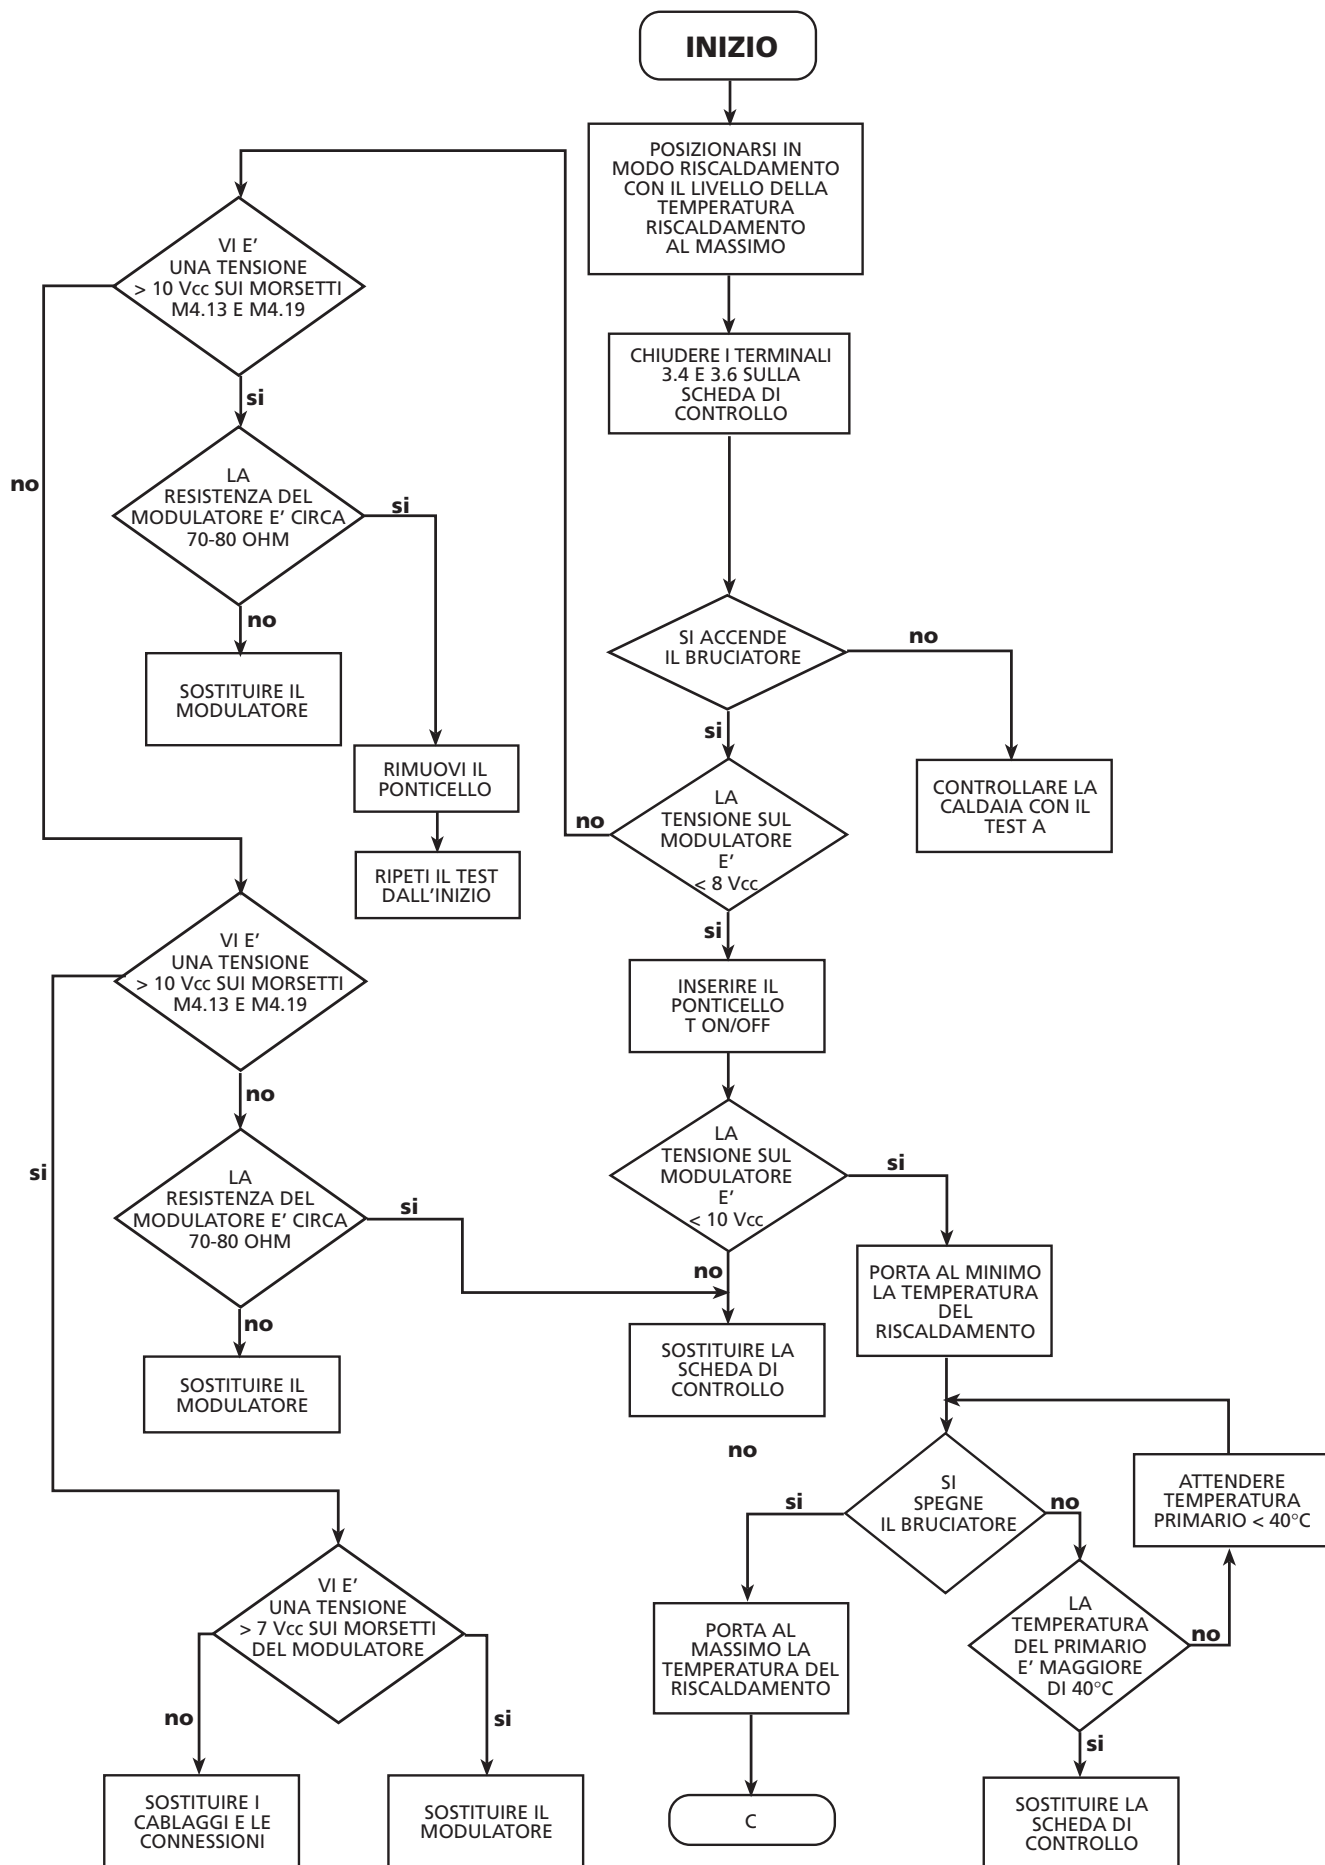 INIZIO
POSIZIONARSI IN
MODO RISCALDAMENTO
CON IL LIVELLO DELLA
TEMPERATURA
RISCALDAMENTO
AL MASSIMO
CHIUDERE I TERMINALI
3.4 E 3.6 SULLA
SCHEDA DI
CONTROLLO
SI ACCENDE
IL BRUCIATORE
no
CONTROLLARE LA
CALDAIA CON IL
TEST A
si
LA
TENSIONE SUL
MODULATORE
E'
< 8 Vcc
no
VI E'
UNA TENSIONE
> 10 Vcc SUI MORSETTI
M4.13 E M4.19
si
LA
RESISTENZA DEL
MODULATORE E' CIRCA
70-80 OHM
si
RIMUOVI IL
PONTICELLO
RIPETI IL TEST
DALL'INIZIO
no
SOSTITUIRE IL
MODULATORE
no
VI E'
UNA TENSIONE
> 10 Vcc SUI MORSETTI
M4.13 E M4.19
no
LA
RESISTENZA DEL
MODULATORE E' CIRCA
70-80 OHM
si
no
SOSTITUIRE IL
MODULATORE
si
VI E'
UNA TENSIONE
> 7 Vcc SUI MORSETTI
DEL MODULATORE
no
SOSTITUIRE I
CABLAGGI E LE
CONNESSIONI
si
SOSTITUIRE IL
MODULATORE
si
INSERIRE IL
PONTICELLO
T ON/OFF
LA
TENSIONE SUL
MODULATORE
E'
< 10 Vcc
no
SOSTITUIRE LA
SCHEDA DI
CONTROLLO
no
si
PORTA AL MINIMO
LA TEMPERATURA
DEL
RISCALDAMENTO
SI
SPEGNE
IL BRUCIATORE
si
PORTA AL
MASSIMO LA
TEMPERATURA DEL
RISCALDAMENTO
C
no
LA
TEMPERATURA
DEL PRIMARIO
E' MAGGIORE
DI 40°C
no
ATTENDERE
TEMPERATURA
PRIMARIO < 40°C
si
SOSTITUIRE LA
SCHEDA DI
CONTROLLO